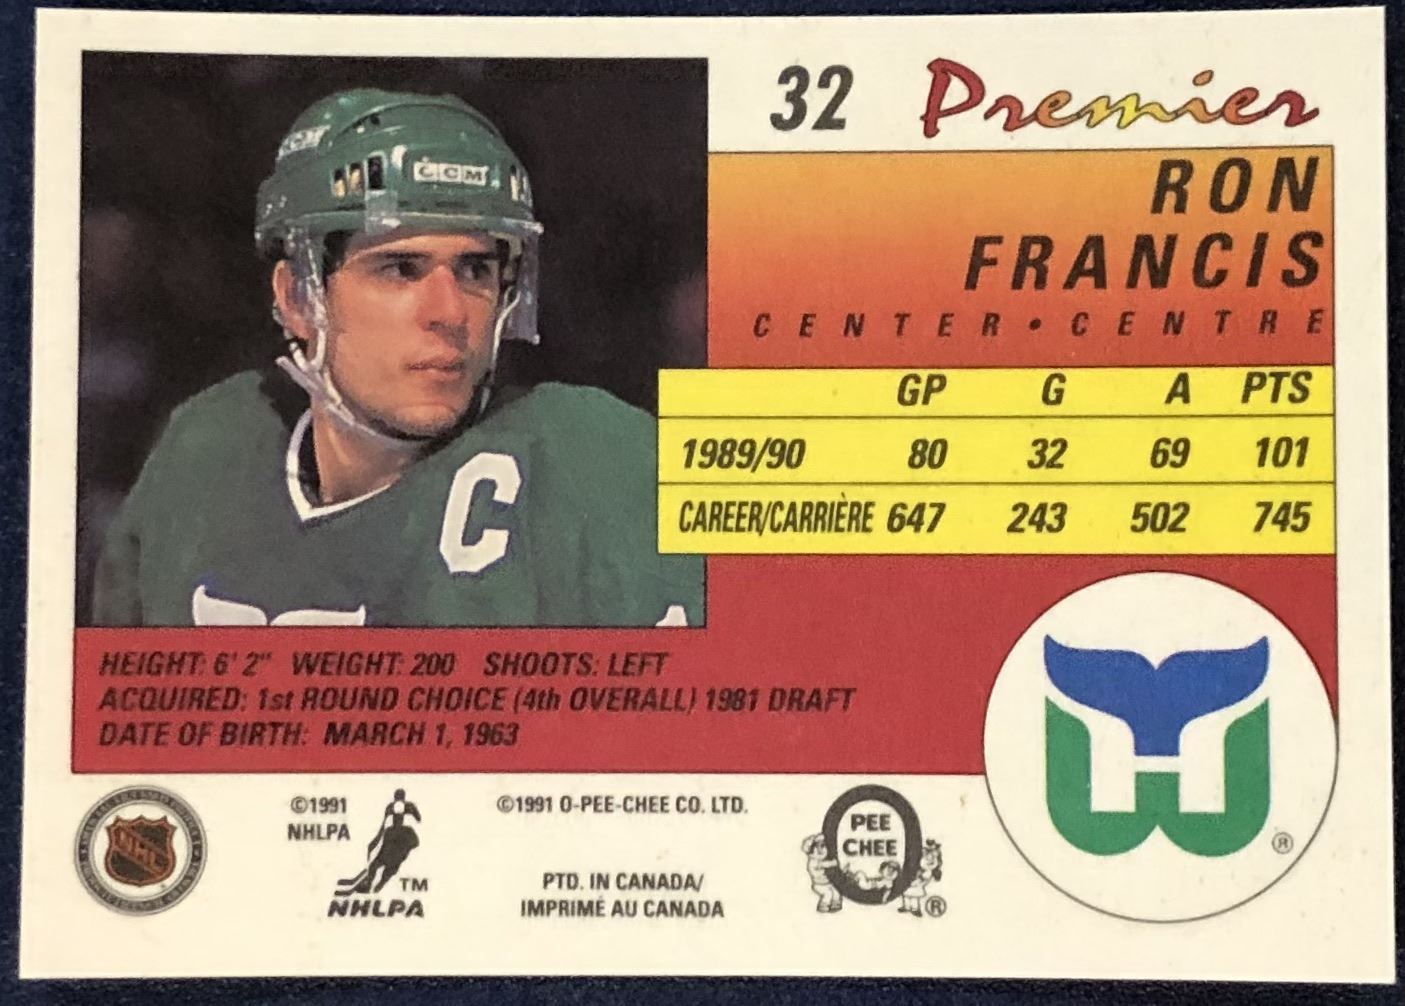 32 Premier
RON
FRANCIS
CENTER • CENTRE
GP G A PTS
1989/90 80 32 69 101
CAREER/CARRIÈRE 647 243 502 745
CCM
C
HEIGHT: 6' 2" WEIGHT: 200 SHOOTS: LEFT
ACQUIRED: 1st ROUND CHOICE (4th OVERALL) 1981 DRAFT
DATE OF BIRTH: MARCH 1, 1963
NHL
©1991
NHLPA
TM
NHLPA
©1991 O-PEE-CHEE CO. LTD.
PTD. IN CANADA/
IMPRIMÉ AU CANADA
O
PEE
CHEE
®
®